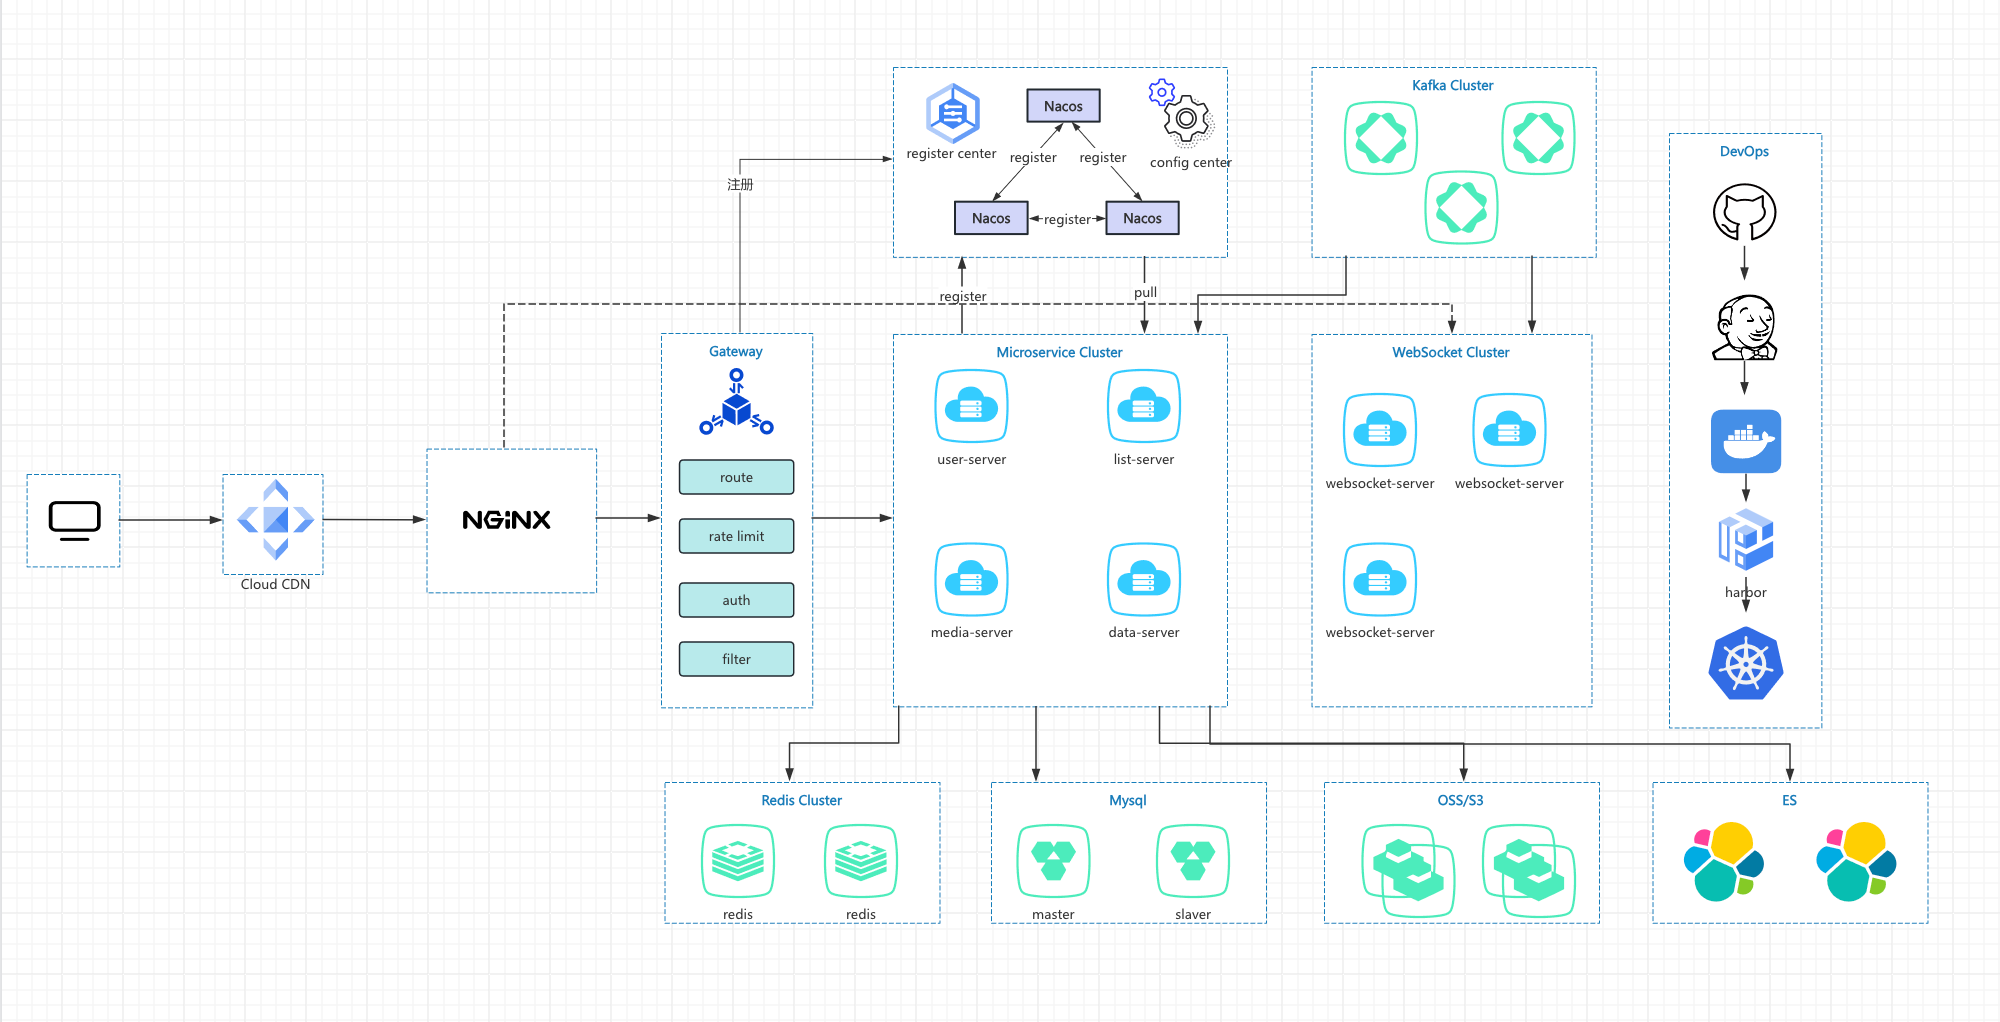 Nacos
register center
config center
register
register
Nacos
register
Nacos
注册
register
pull
Kafka Cluster
DevOps
harbor
Cloud CDN
NGINX
Gateway
route
rate limit
auth
filter
Microservice Cluster
user-server
list-server
media-server
data-server
WebSocket Cluster
websocket-server
websocket-server
websocket-server
Redis Cluster
redis
redis
Mysql
master
slaver
OSS/S3
ES